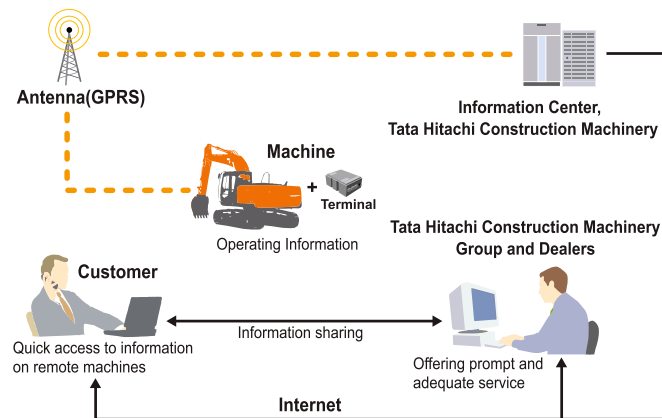 Antenna(GPRS)
Information Center,
Tata Hitachi Construction Machinery
Machine
+
Terminal
Operating Information
Tata Hitachi Construction Machinery
Group and Dealers
Customer
Information sharing
Quick access to information
on remote machines
Offering prompt and
adequate service
Internet